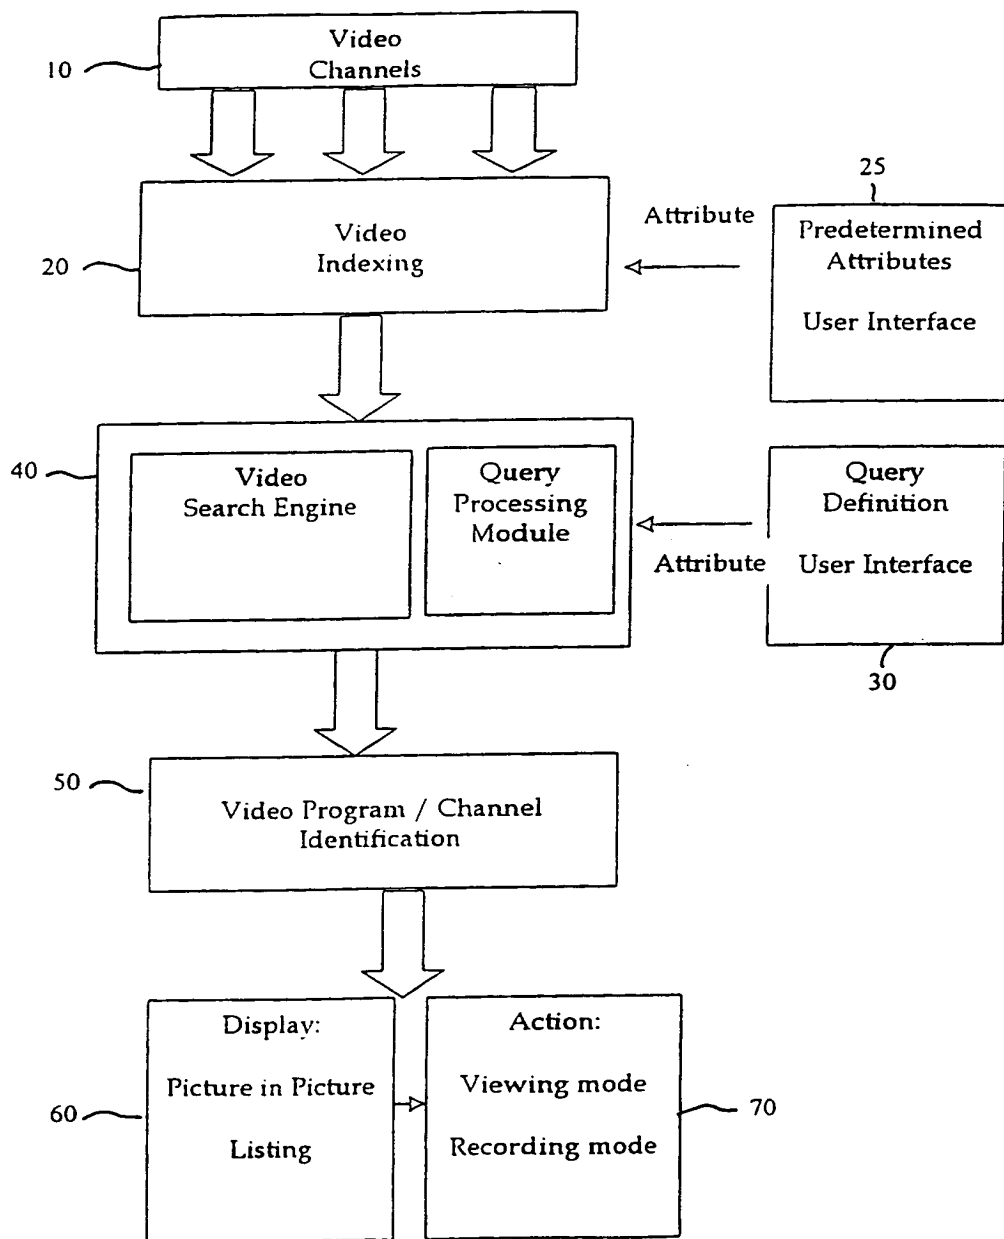 Video
Channels
10
25
Attribute
Predetermined
Attributes
User Interface
Video
Indexing
20
40
Video
Search Engine
Query
Processing
Module
Attribute
Query
Definition
User Interface
30
50
Video Program / Channel
Identification
Display:
Picture in Picture
Listing
60
Action:
Viewing mode
Recording mode
70